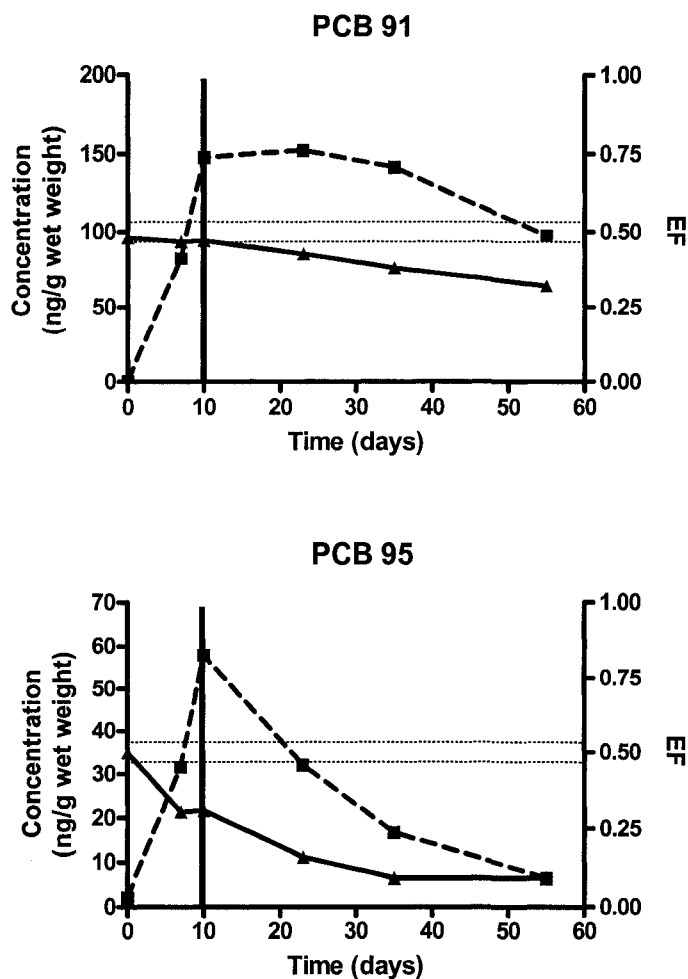 PCB 91
Concentration
(ng/g wet weight)
200
150
100
50
0
1.00
0.75
0.50
0.25
0.00
EF
0 10 20 30 40 50 60
Time (days)
PCB 95
Concentration
(ng/g wet weight)
70
60
50
40
30
20
10
0
1.00
0.75
0.50
0.25
0.00
EF
0 10 20 30 40 50 60
Time (days)